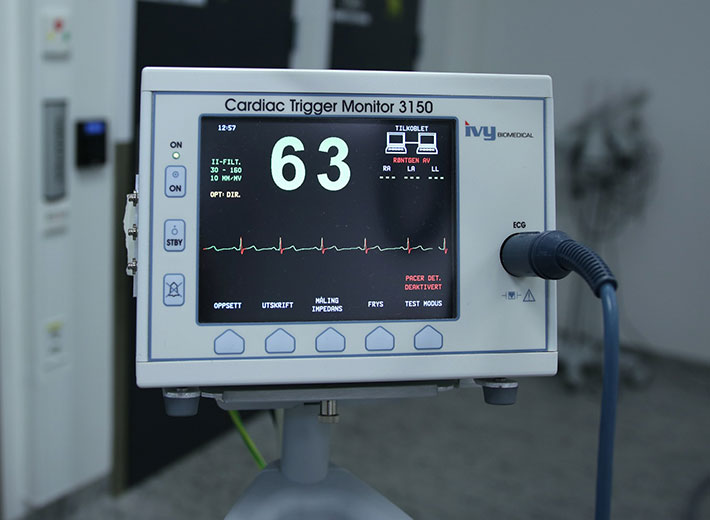 Cardiac Trigger Monitor 3150
ivy BIOMEDICAL
12:57
63
TILKOBLET
RØNTGEN AV
RA LA LL
--- --- ---
II-FILT.
30 - 160
10 MM/MV
OPT: DIR.
ON
ON
STBY
ECG
PACER DET.
DEAKTIVERT
OPPSETT
UTSKRIFT
MÅLING
IMPEDANS
FRYS
TEST MODUS